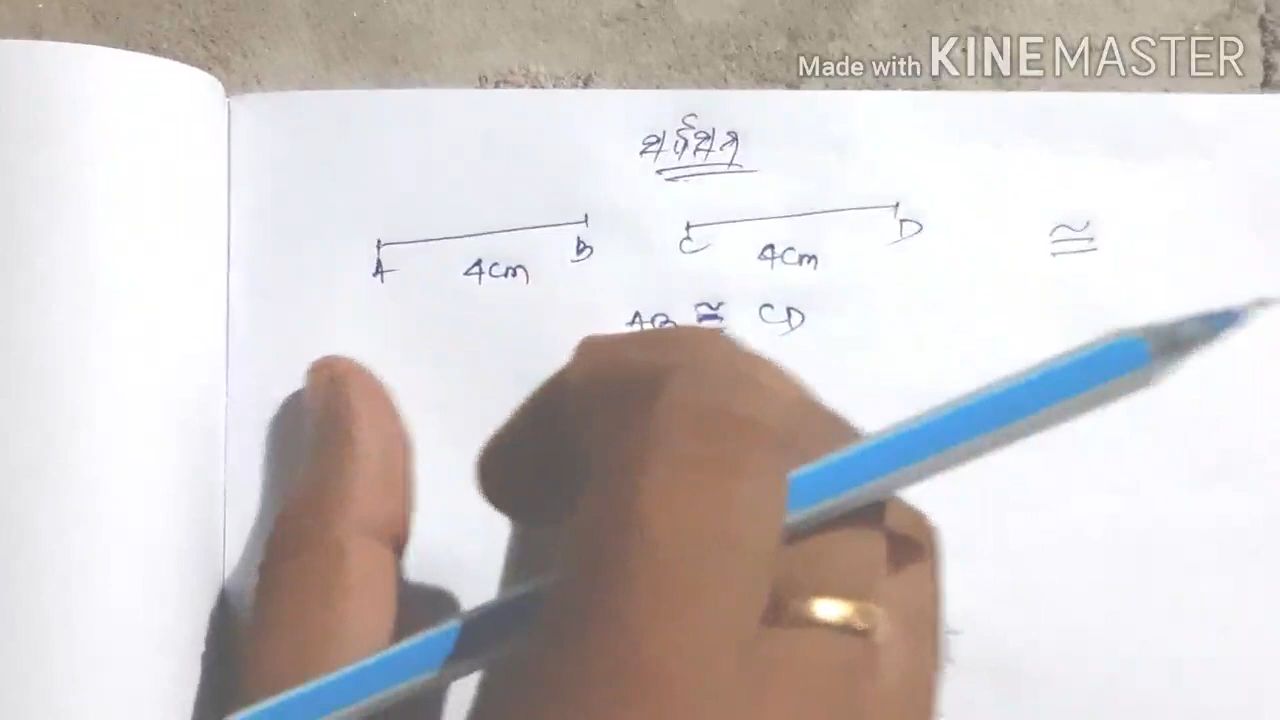 Made with KINEMASTER
A B C D ≅
4cm 4cm
AB ≅ CD